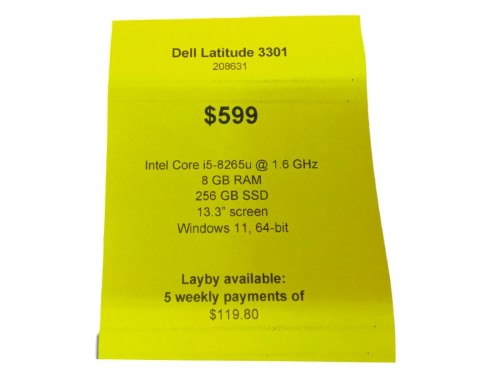 Dell Latitude 3301
208631
$599
Intel Core i5-8265u @ 1.6 GHz
8 GB RAM
256 GB SSD
13.3" screen
Windows 11, 64-bit
Layby available:
5 weekly payments of
$119.80